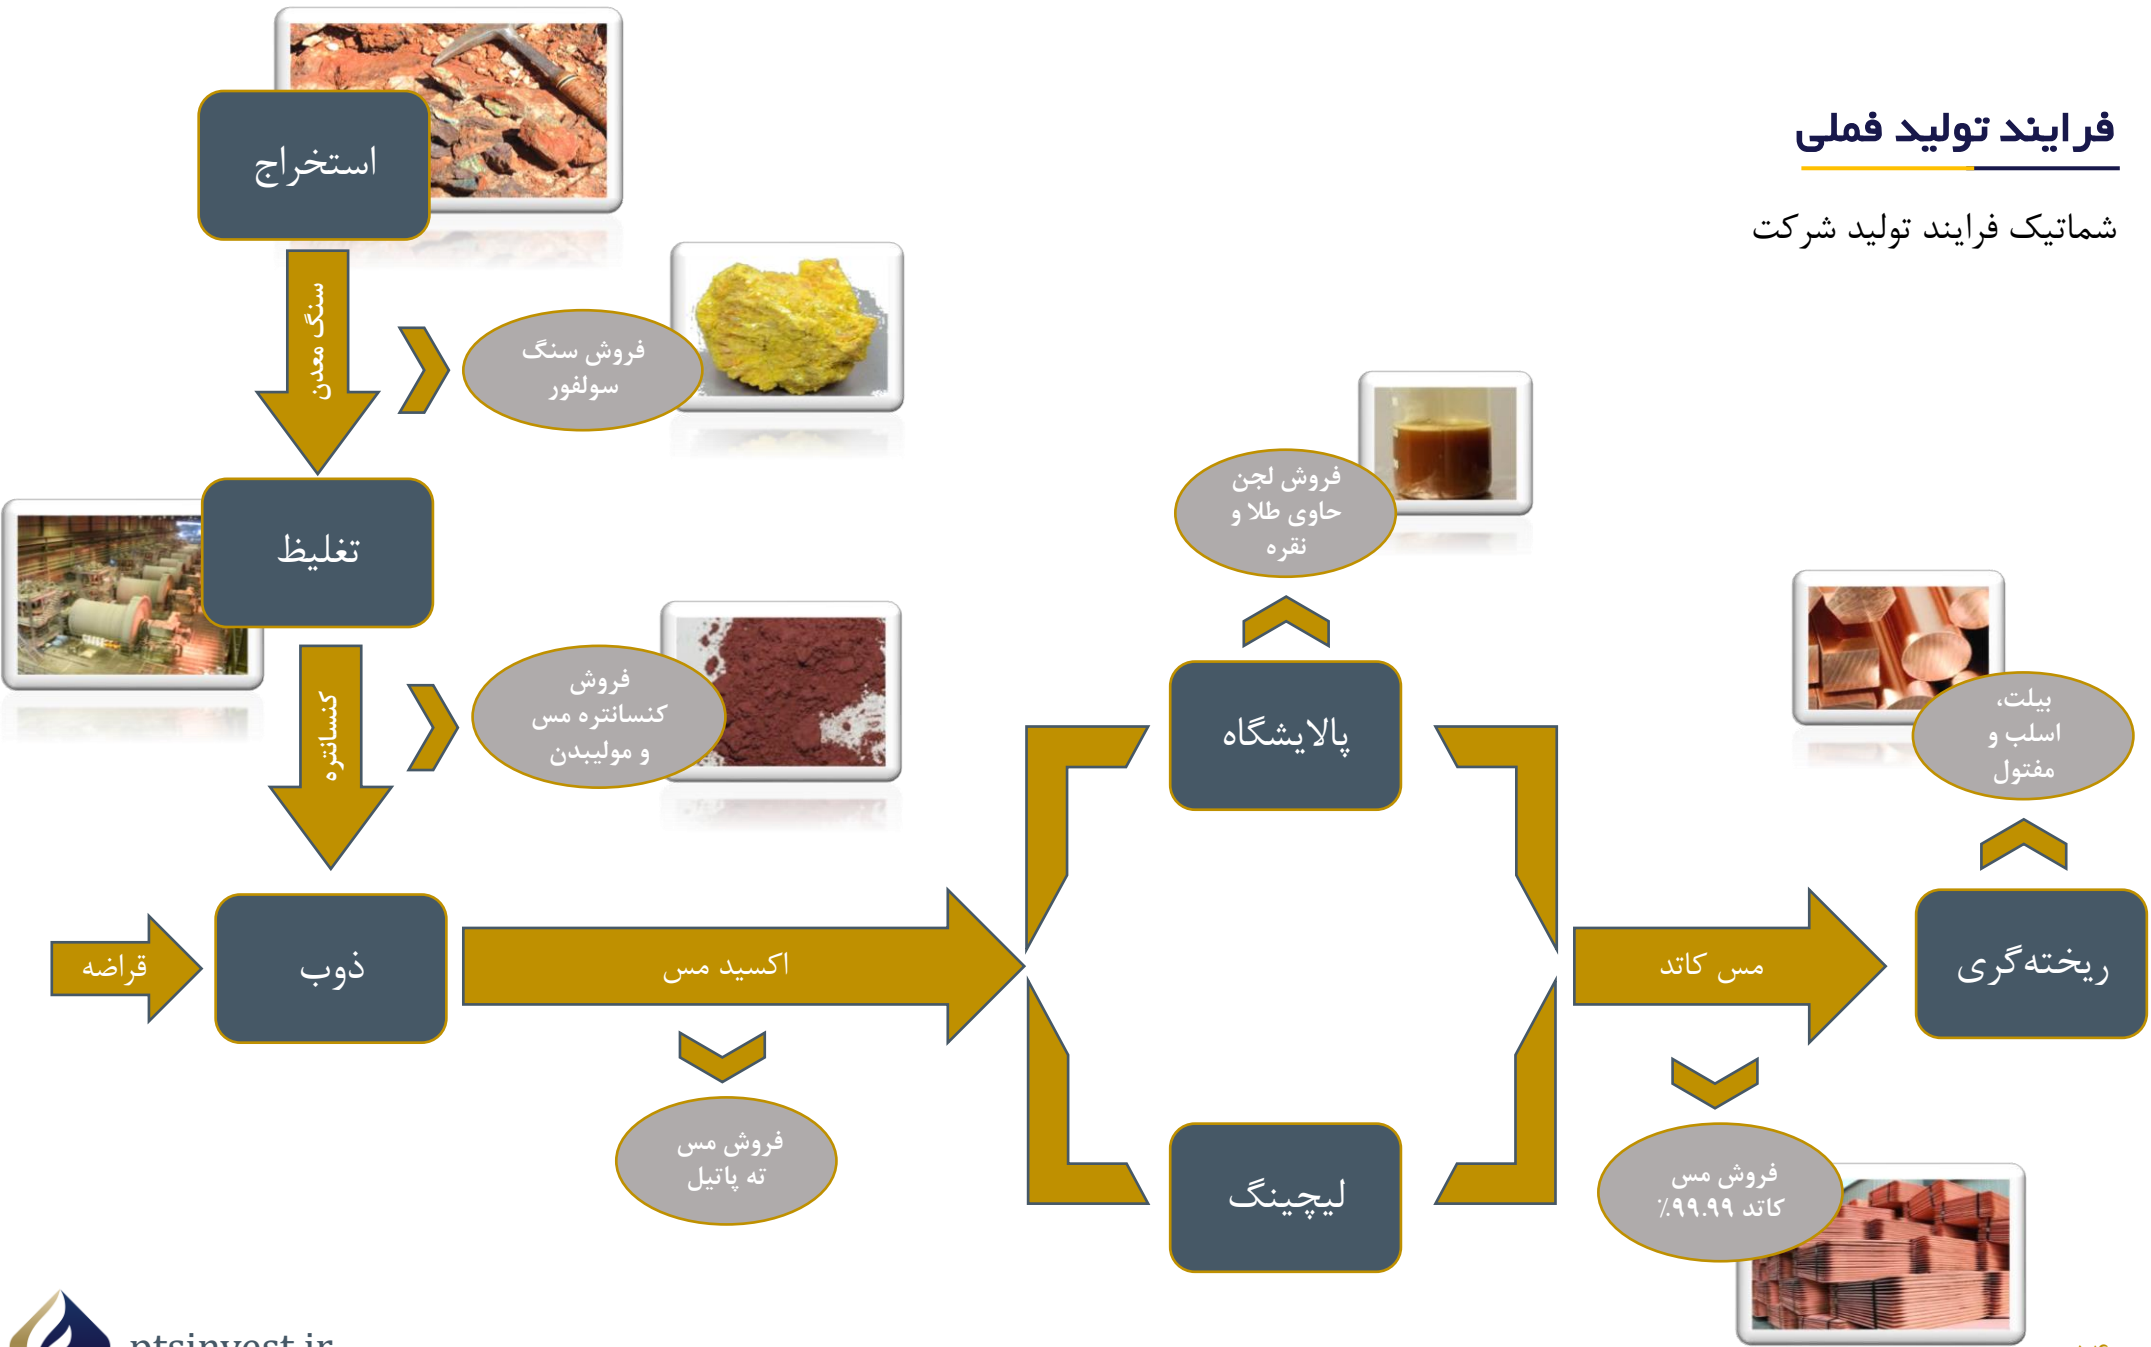 فرایند تولید فملی
شماتیک فرایند تولید شرکت
استخراج
سنگ معدن
فروش سنگ
سولفور
تغلیظ
کنسانتره
فروش
کنسانتره مس
و مولیبدن
قراضه
ذوب
اکسید مس
فروش مس
ته پاتیل
فروش لجن
حاوی طلا و
نقره
پالایشگاه
لیچینگ
مس کاتد
فروش مس
کاتد ۹۹.۹۹٪
بیلت،
اسلب و
مفتول
ریخته‌گری
ptsinvest.ir